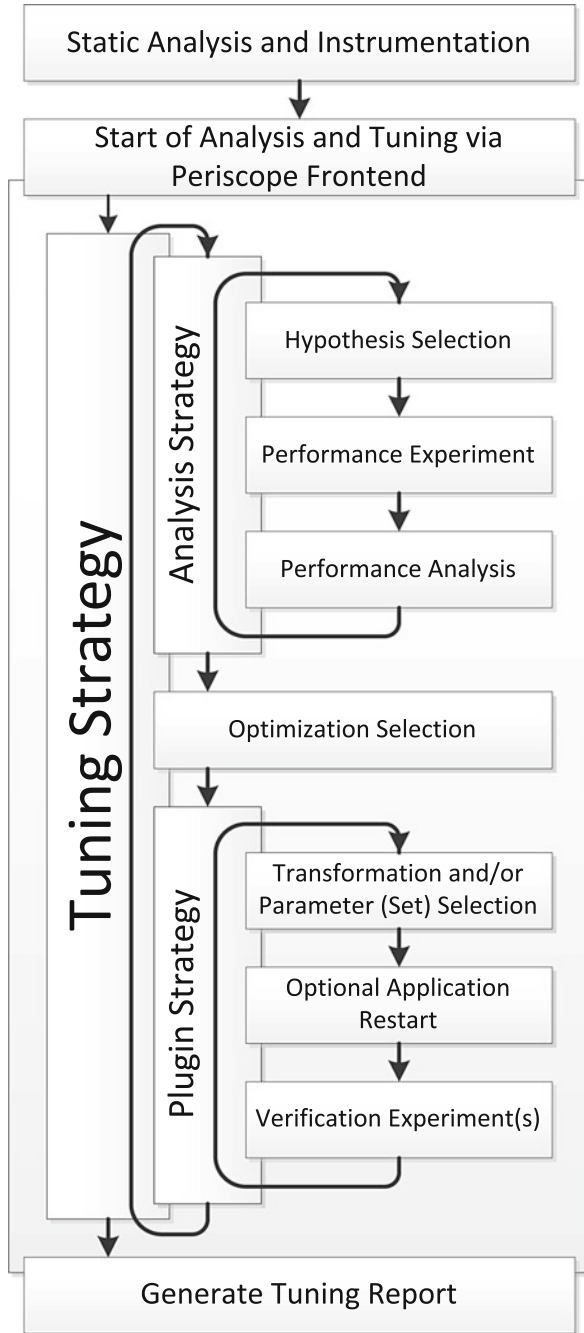 Static Analysis and Instrumentation
Start of Analysis and Tuning via
Periscope Frontend
Tuning Strategy
Analysis Strategy
Hypothesis Selection
Performance Experiment
Performance Analysis
Optimization Selection
Plugin Strategy
Transformation and/or
Parameter (Set) Selection
Optional Application
Restart
Verification Experiment(s)
Generate Tuning Report